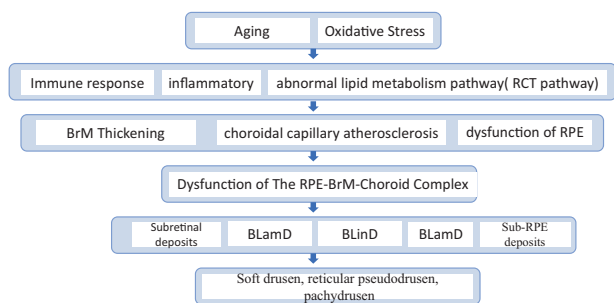 Aging Oxidative Stress
Immune response inflammatory abnormal lipid metabolism pathway( RCT pathway)
BrM Thickening choroidal capillary atherosclerosis dysfunction of RPE
Dysfunction of The RPE-BrM-Choroid Complex
Subretinal deposits BLamD BLinD BLamD Sub-RPE deposits
Soft drusen, reticular pseudodrusen,
pachydrusen